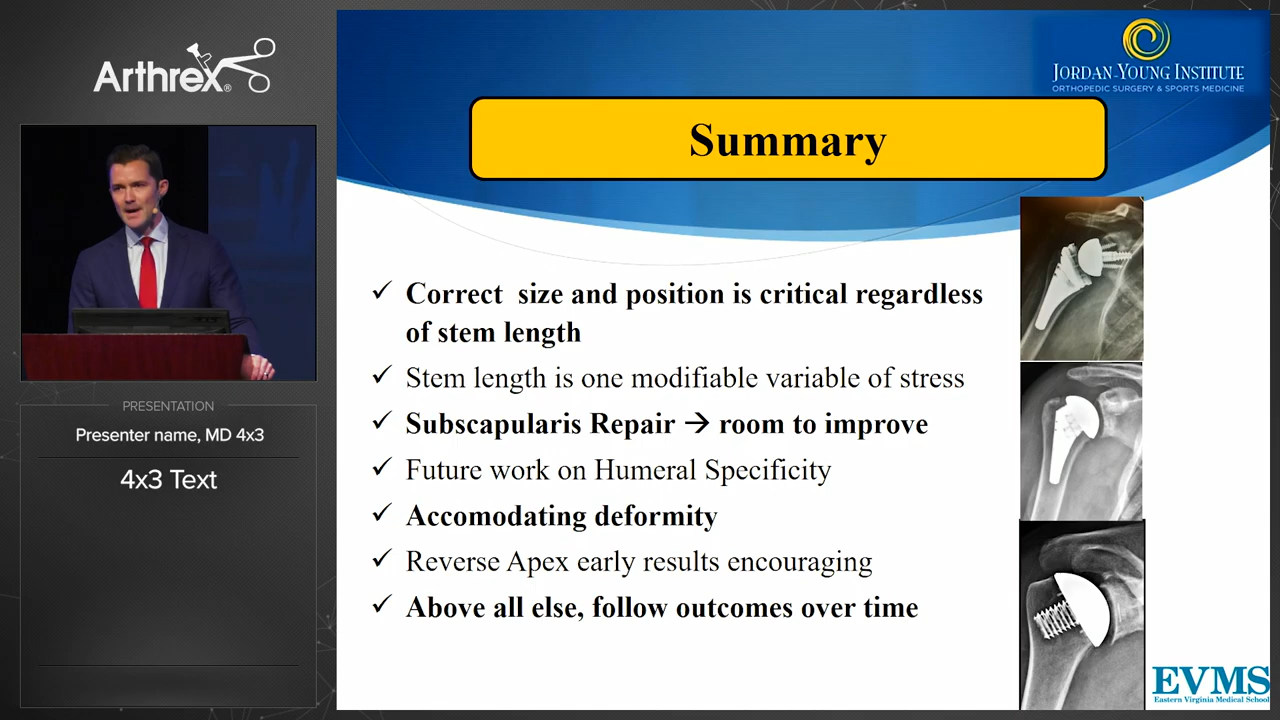 Arthrex®
PRESENTATION
Presenter name, MD 4x3
4x3 Text
JORDAN-YOUNG INSTITUTE
ORTHOPEDIC SURGERY & SPORTS MEDICINE
Summary
✓ Correct size and position is critical regardless
of stem length
✓ Stem length is one modifiable variable of stress
✓ Subscapularis Repair → room to improve
✓ Future work on Humeral Specificity
✓ Accomodating deformity
✓ Reverse Apex early results encouraging
✓ Above all else, follow outcomes over time
EVMS
Eastern Virginia Medical School